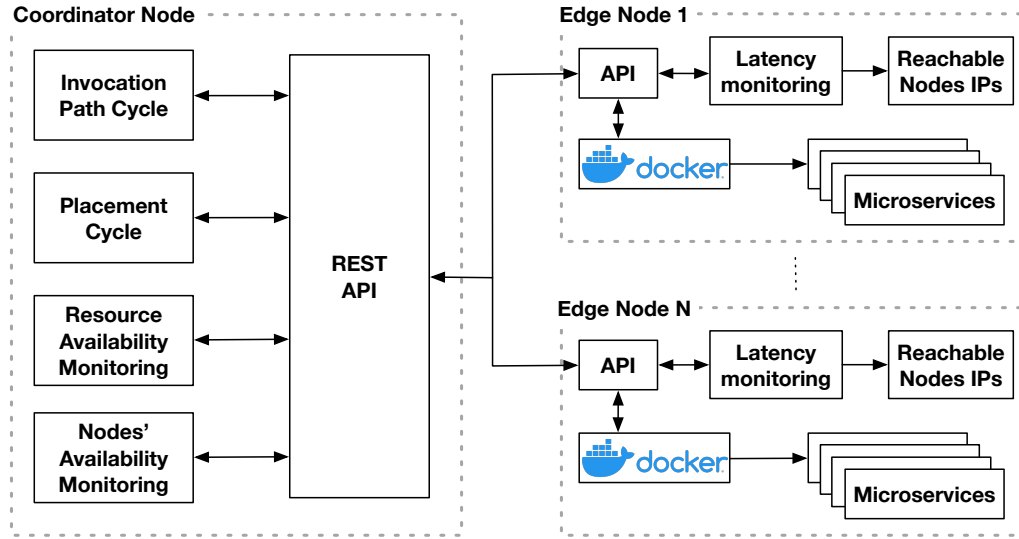 Coordinator Node
Invocation
Path Cycle
Placement
Cycle
Resource
Availability
Monitoring
Nodes'
Availability
Monitoring
REST
API
Edge Node 1
API
Latency
monitoring
Reachable
Nodes IPs
docker
Microservices
Edge Node N
API
Latency
monitoring
Reachable
Nodes IPs
docker
Microservices